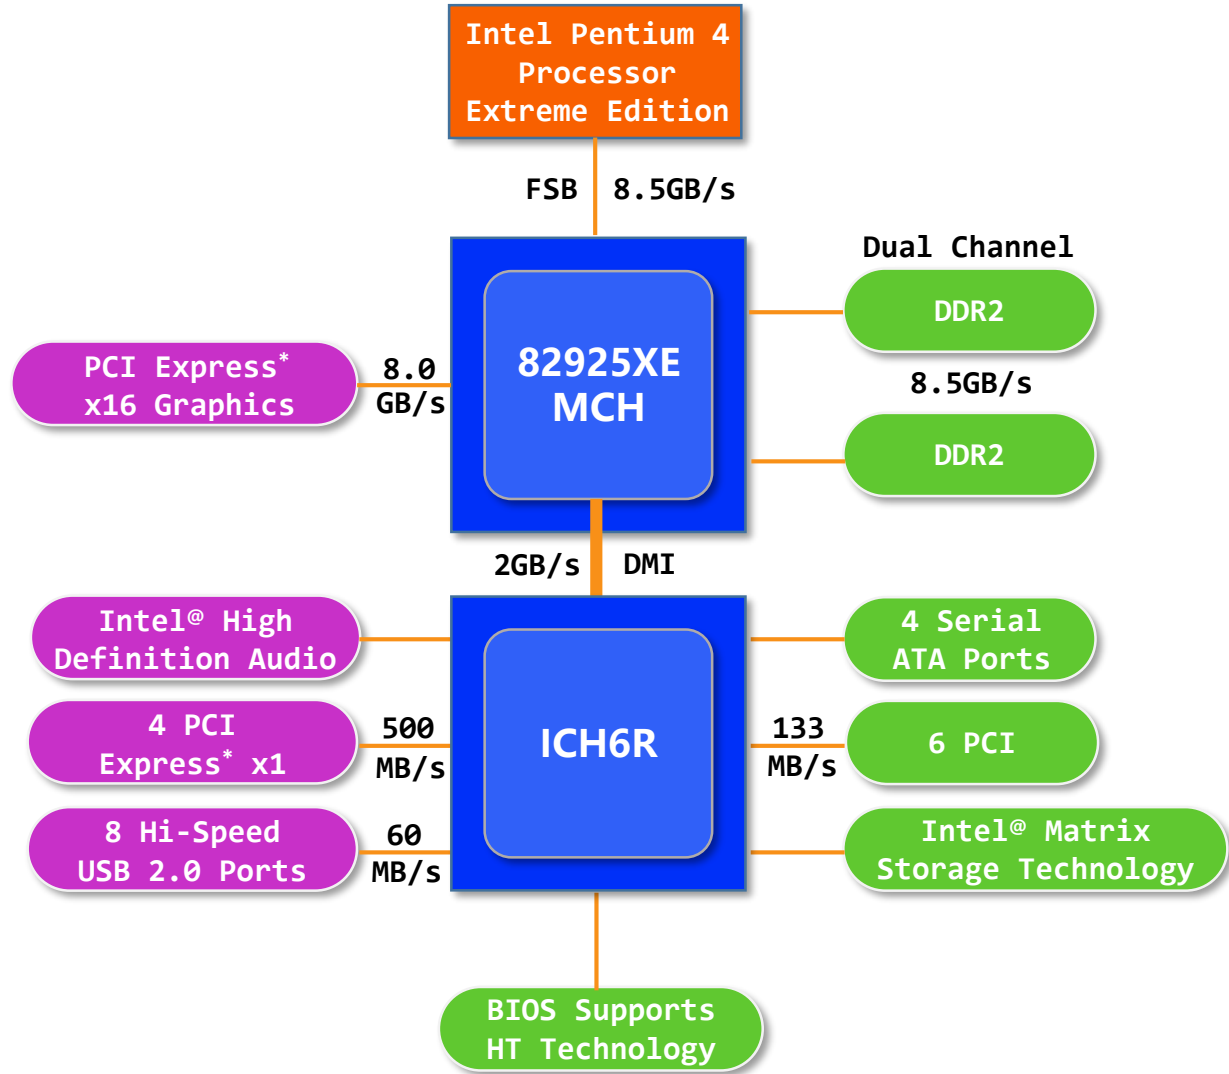 Intel Pentium 4
Processor
Extreme Edition
FSB 8.5GB/s
Dual Channel
DDR2
82925XE
MCH
PCI Express*
x16 Graphics
8.0
GB/s
8.5GB/s
DDR2
2GB/s DMI
Intel@ High
Definition Audio
4 Serial
ATA Ports
4 PCI
Express* x1
500
MB/s
ICH6R
133
MB/s
6 PCI
8 Hi-Speed
USB 2.0 Ports
60
MB/s
Intel@ Matrix
Storage Technology
BIOS Supports
HT Technology